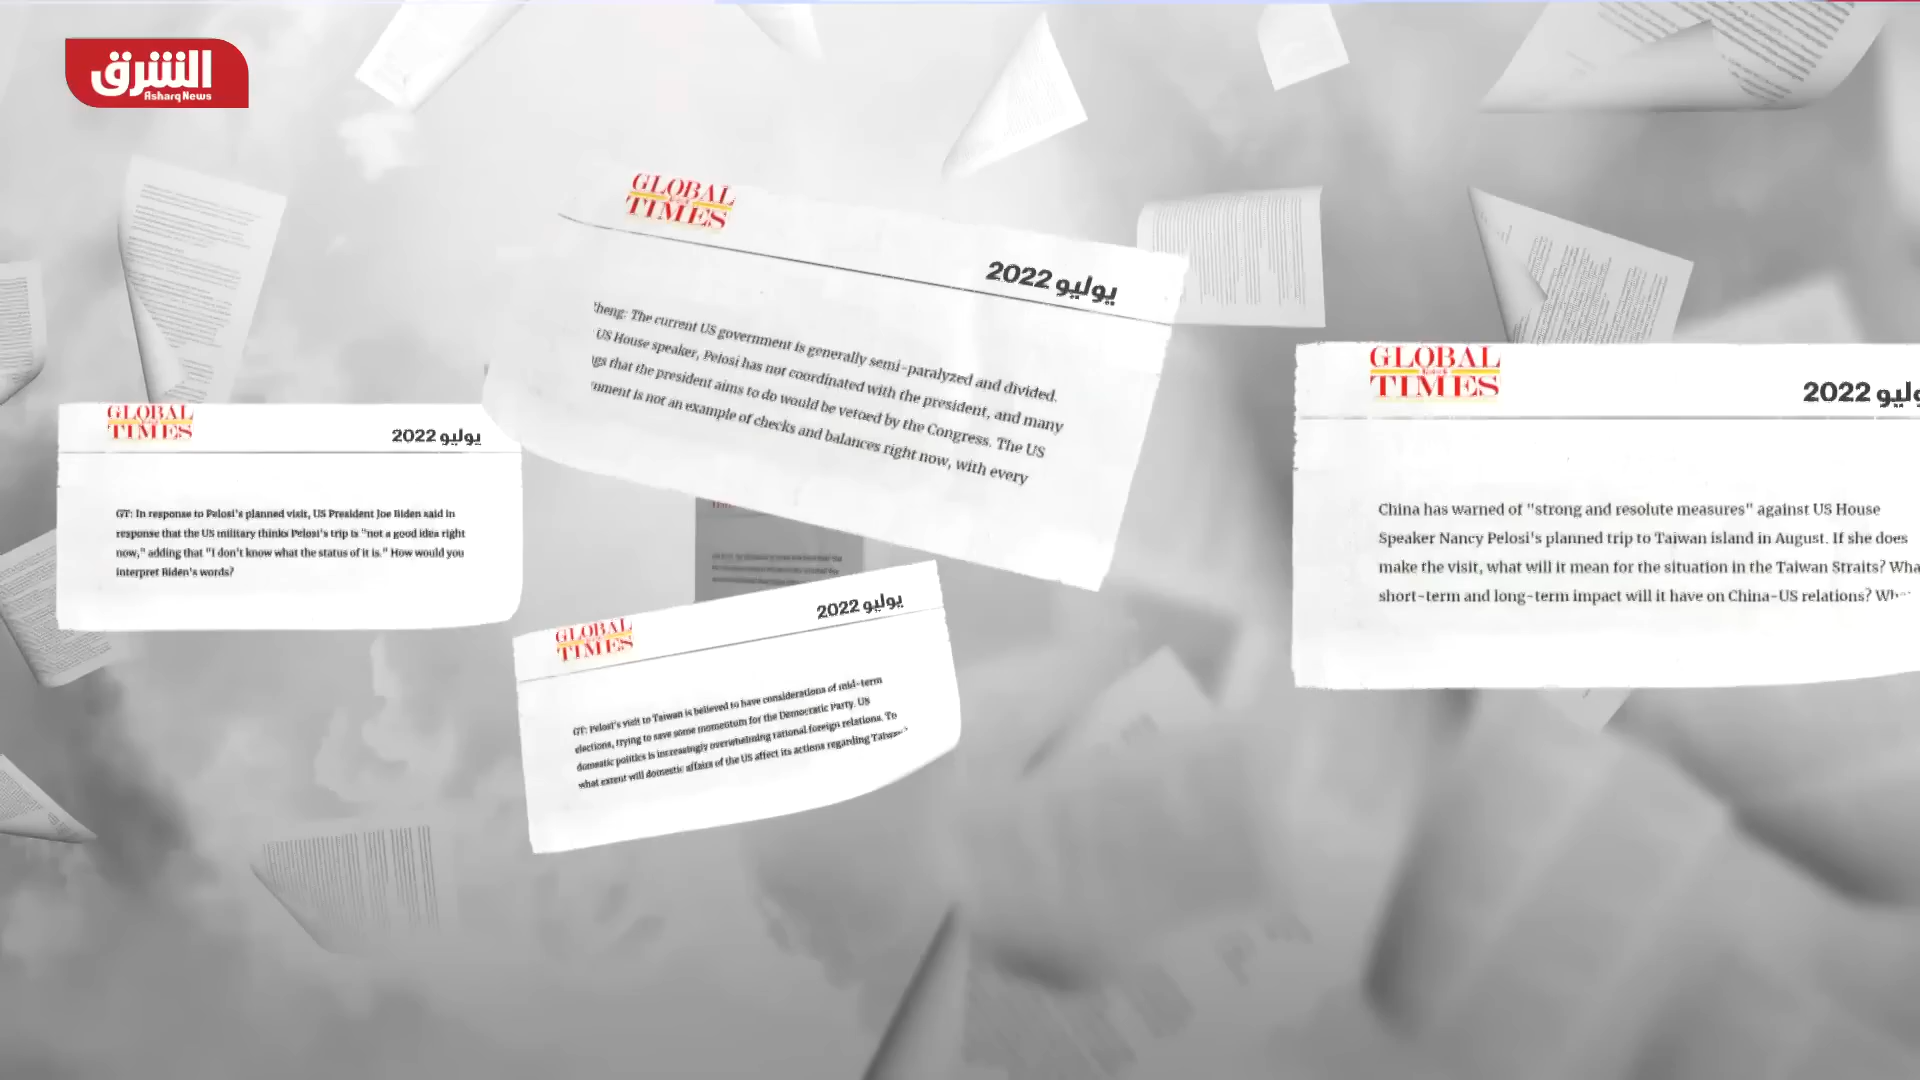 الشرق
Asharq News
GLOBAL
TIMES
يوليو 2022
heng: The current US government is generally semi-paralyzed and divided.
US House speaker, Pelosi has not coordinated with the president, and many
gs that the president aims to do would be vetoed by the Congress. The US
nment is not an example of checks and balances right now, with every
GLOBAL
TIMES
يوليو 2022
GT: In response to Pelosi's planned visit, US President Joe Biden said in
response that the US military thinks Pelosi's trip is "not a good idea right
now," adding that "I don't know what the status of it is." How would you
interpret Biden's words?
GLOBAL
TIMES
يوليو 2022
GT: Pelosi's visit to Taiwan is believed to have considerations of mid-term
elections, trying to save some momentum for the Democratic Party. US
domestic politics is increasingly overwhelming rational foreign relations. To
what extent will domestic affairs of the US affect its actions regarding Taiwan
GLOBAL
TIMES
2022
China has warned of "strong and resolute measures" against US House
Speaker Nancy Pelosi's planned trip to Taiwan island in August. If she does
make the visit, what will it mean for the situation in the Taiwan Straits? Wha
short-term and long-term impact will it have on China-US relations?